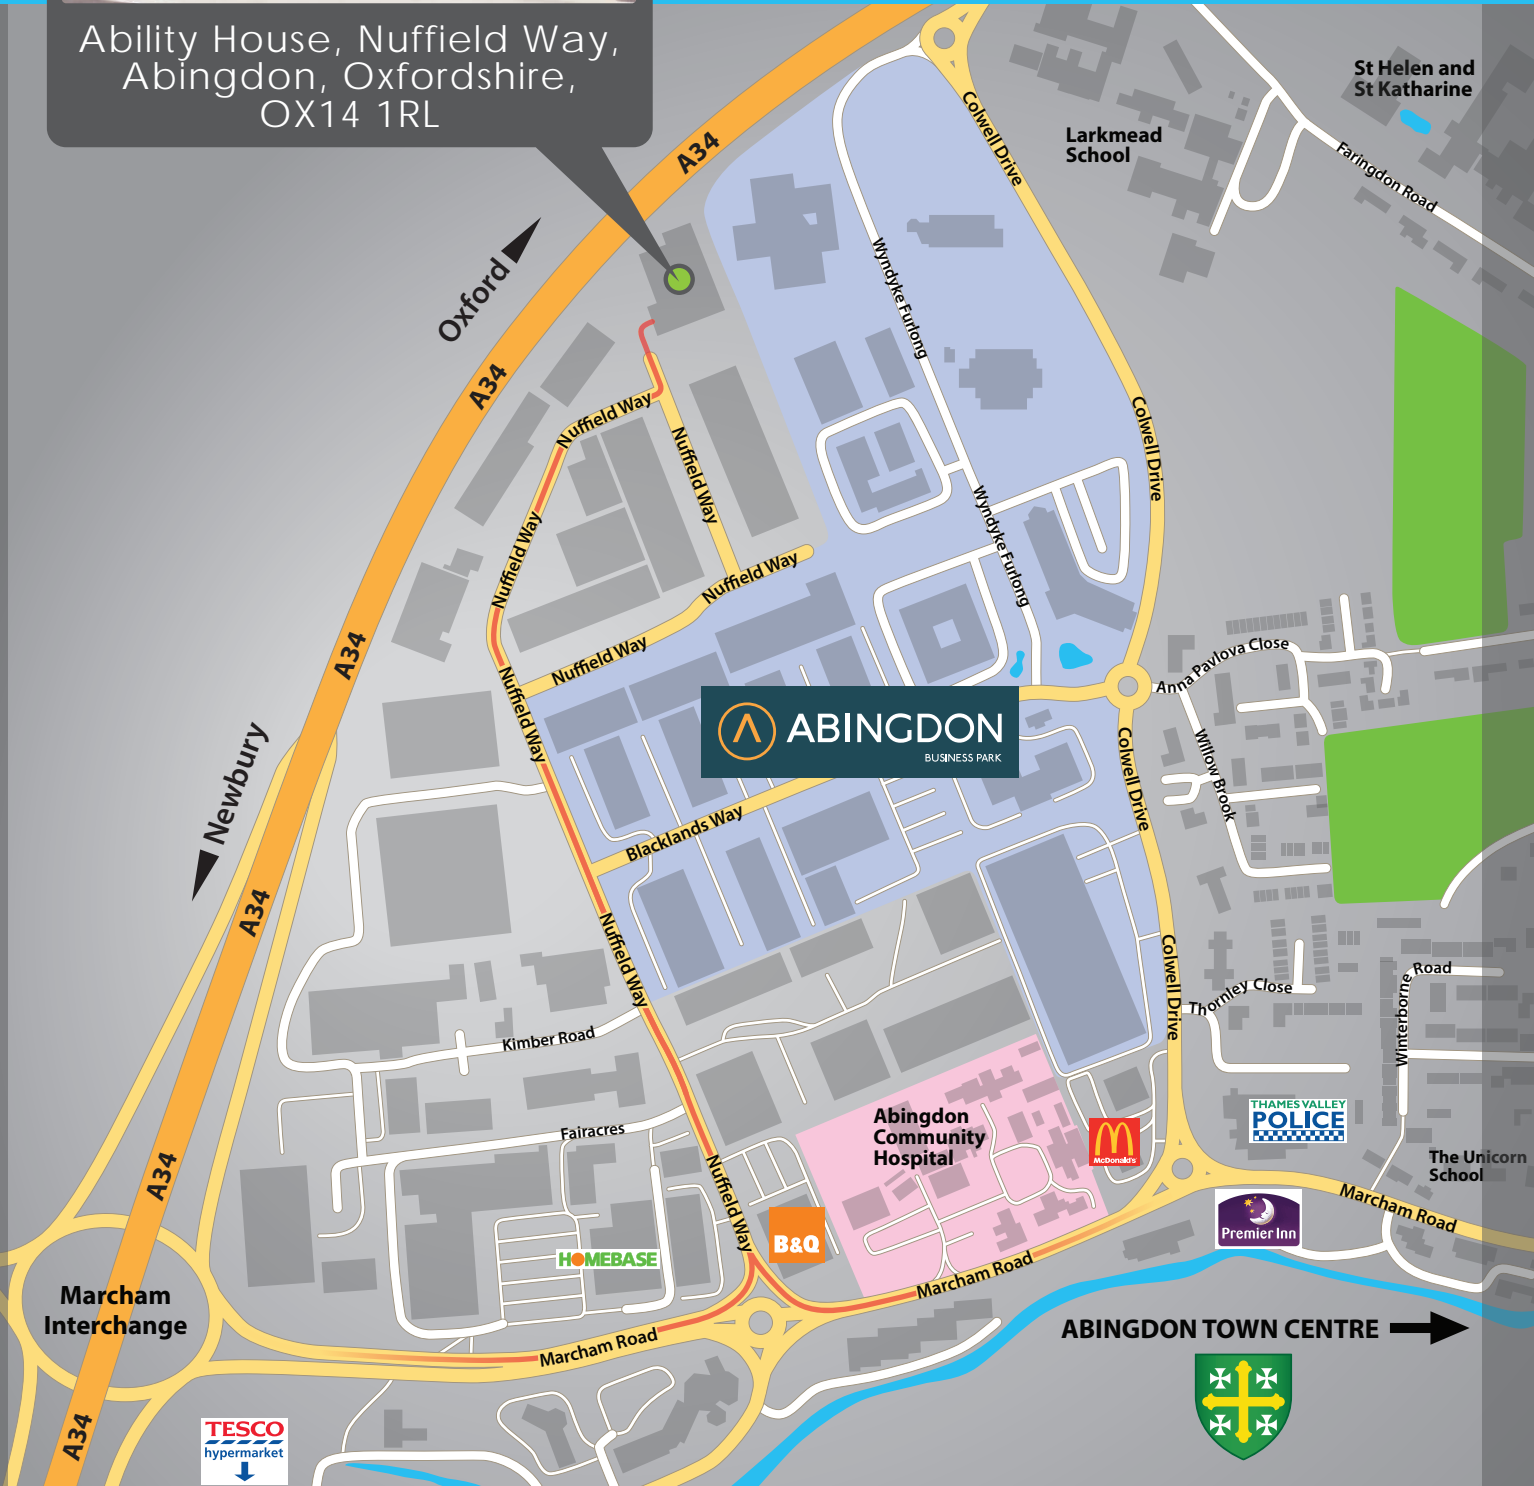 Ability House, Nuffield Way,
Abingdon, Oxfordshire,
OX14 1RL
St Helen and
St Katharine
Larkmead
School
Faringdon Road
Colwell Drive
A34
Oxford
Wyndyke Furlong
A34
Nuffield Way
Nuffield Way
Colwell Drive
Nuffield Way
Wyndyke Furlong
Nuffield Way
A34
Nuffield Way
Nuffield Way
Anna Pavlova Close
ABINGDON
BUSINESS PARK
Willow Brook
Colwell Drive
Newbury
Blacklands Way
A34
Nuffield Way
Colwell Drive
Thornley Close
Winterborne Road
Kimber Road
Fairacres
Abingdon
Community
Hospital
McDonald's
THAMES VALLEY
POLICE
The Unicorn
School
A34
Nuffield Way
Marcham Road
Premier Inn
B&Q
HOMEBASE
Marcham Road
Marcham
Interchange
Marcham Road
ABINGDON TOWN CENTRE
A34
TESCO
hypermarket